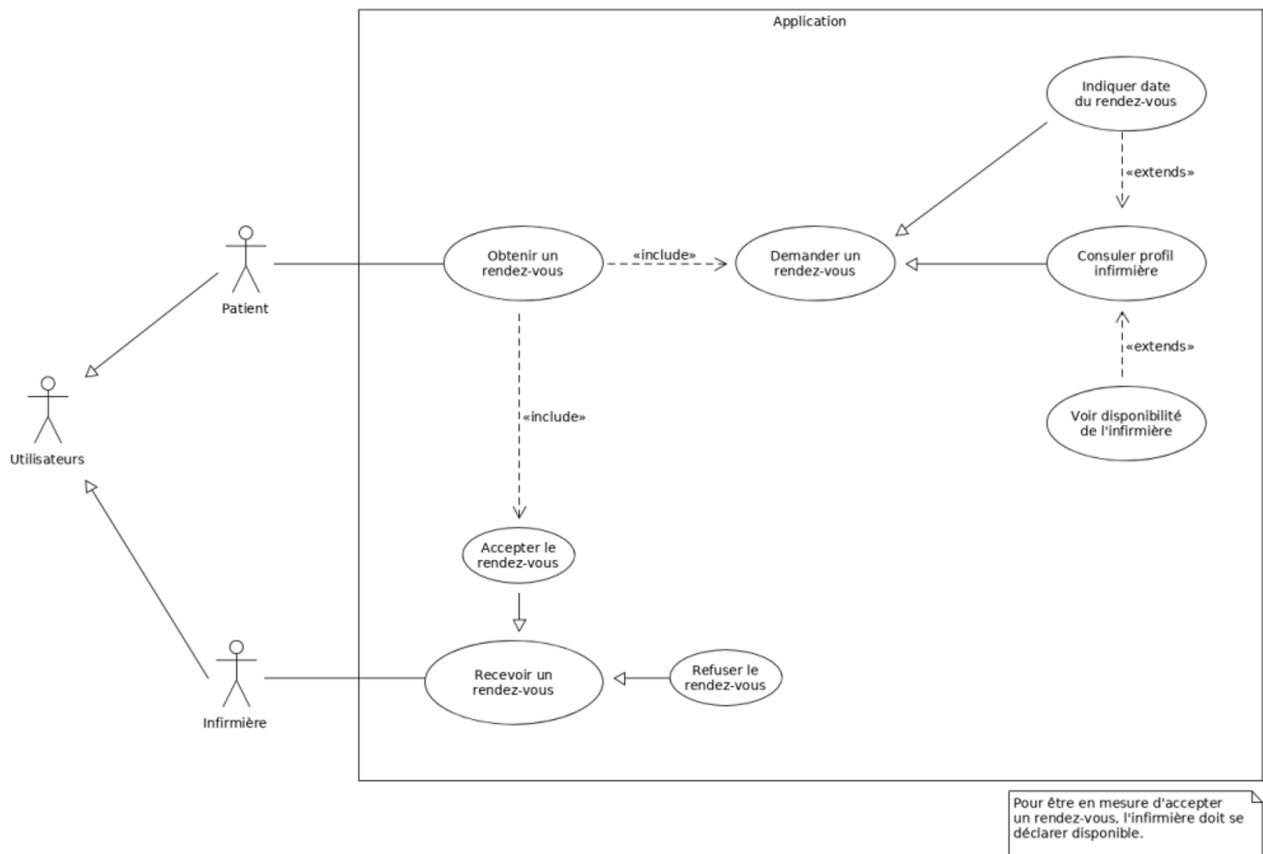 Application
Indiquer date
du rendez-vous
«extends»
Obtenir un
rendez-vous
«include»
Demander un
rendez-vous
Consuler profil
infirmière
Patient
«extends»
Utilisateurs
«include»
Voir disponibilité
de l'infirmière
Accepter le
rendez-vous
Recevoir un
rendez-vous
Refuser le
rendez-vous
Infirmière
Pour être en mesure d'accepter
un rendez-vous, l'infirmière doit se
déclarer disponible.